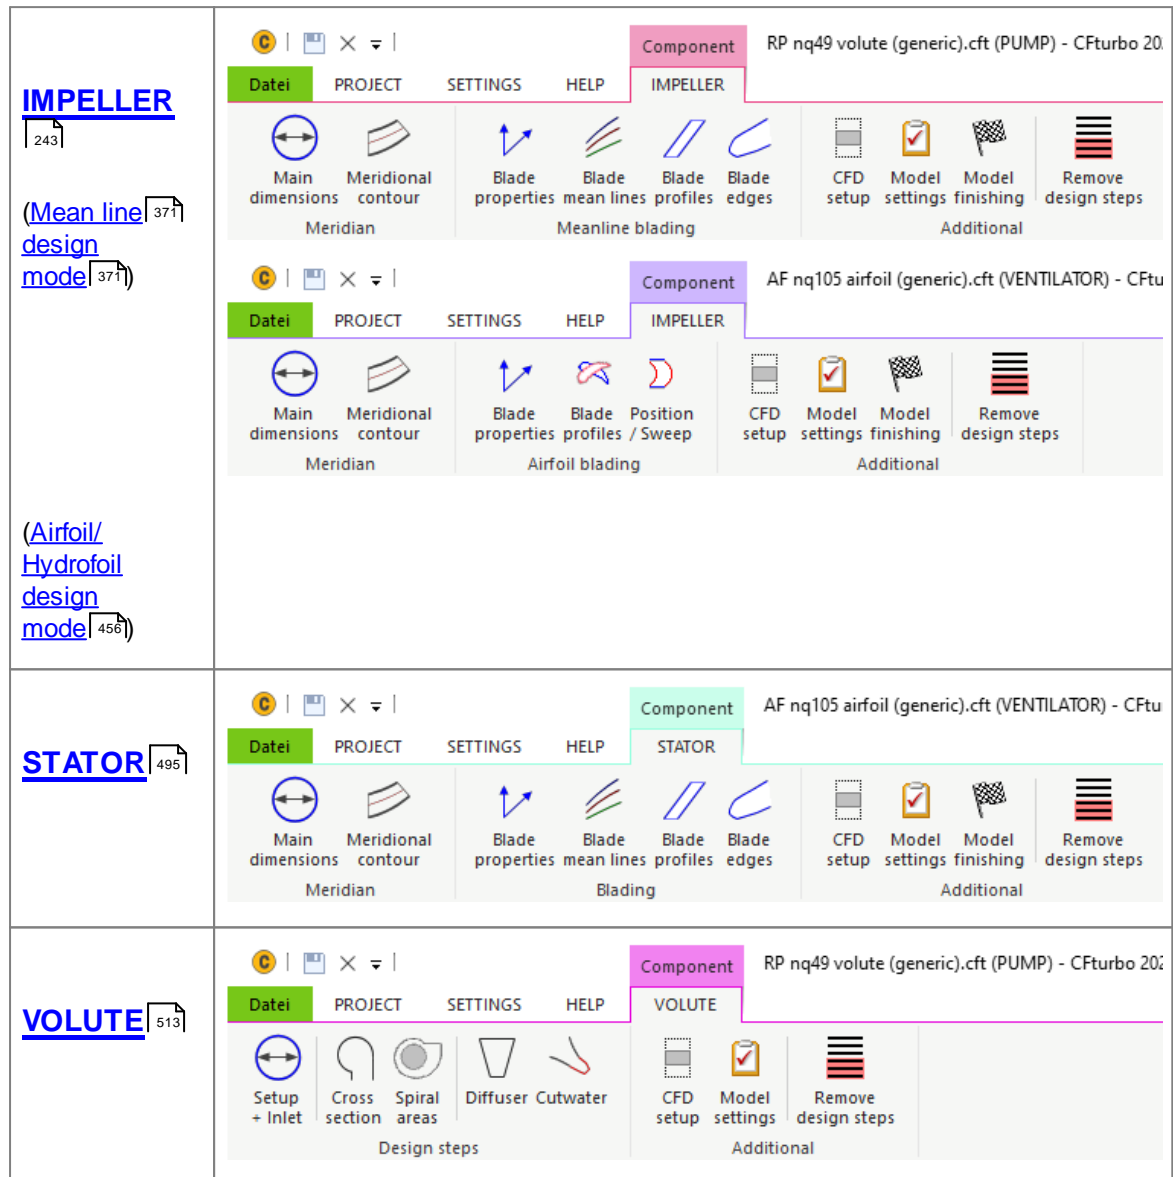 IMPELLER
243
(Mean line 371
design
mode 371)
(Airfoil/
Hydrofoil
design
mode 456)
Component
RP nq49 volute (generic).cft (PUMP) - CFturbo 20
Datei PROJECT SETTINGS HELP IMPELLER
Main Meridional Blade Blade Blade Blade CFD Model Model Remove
dimensions contour properties mean lines profiles edges setup settings finishing design steps
Meridian Meanline blading Additional
Component
AF nq105 airfoil (generic).cft (VENTILATOR) - CFtu
Datei PROJECT SETTINGS HELP IMPELLER
Main Meridional Blade Blade Position CFD Model Model Remove
dimensions contour properties profiles / Sweep setup settings finishing design steps
Meridian Airfoil blading Additional
STATOR 495
Component
AF nq105 airfoil (generic).cft (VENTILATOR) - CFtu
Datei PROJECT SETTINGS HELP STATOR
Main Meridional Blade Blade Blade Blade CFD Model Model Remove
dimensions contour properties mean lines profiles edges setup settings finishing design steps
Meridian Blading Additional
VOLUTE 513
Component
RP nq49 volute (generic).cft (PUMP) - CFturbo 202
Datei PROJECT SETTINGS HELP VOLUTE
Setup Cross Spiral Diffuser Cutwater CFD Model Remove
+ Inlet section areas setup settings design steps
Design steps Additional